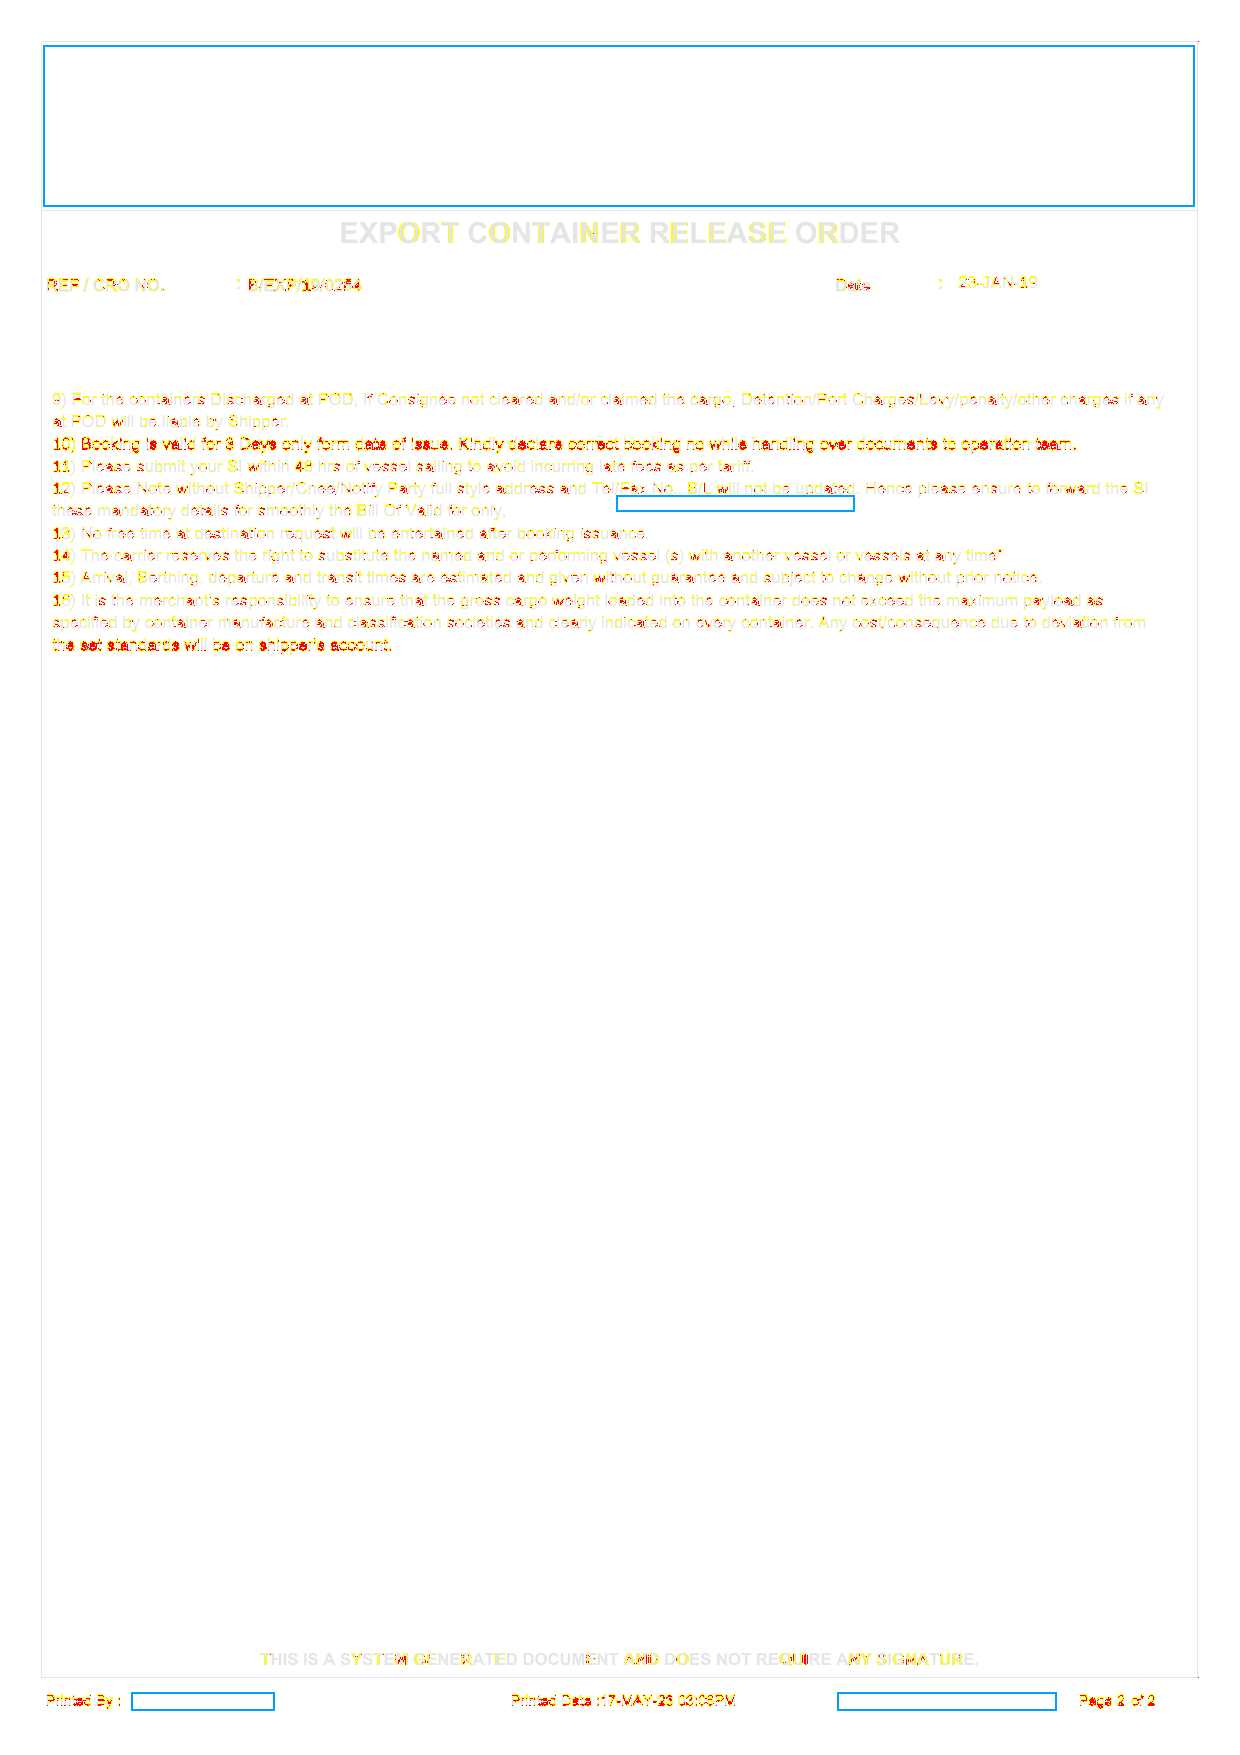 EXPORT CONTAINER RELEASE ORDER
REF / CRO NO. : B/EXP/19/0254 Date : 23-JAN-19
9) For the containers Discharged at POD, if Consignee not cleared and/or claimed the cargo, Detention/Port Charges/Levy/penalty/other charges if any
at POD will be liable by Shipper.
10) Booking is valid for 3 Days only form date of issue. Kindly declare correct booking no while handling over documents to operation team.
11) Please submit your SI within 48 hrs of vessel sailing to avoid incurring late fees as per tariff.
12) Please Note without Shipper/Cnee/Notify Party full style address and Tel/Fax No., B/L will not be updated. Hence please ensure to forward the SI
these mandatory details for smoothly the Bill Of Valid for only,
13) No free time at destination request will be entertained after booking issuance
14) The carrier reserves the right to substitute the named and or performing vessel (s) with another vessel or vessels at any time"
15) Arrival, Berthing, departure and transit times are estimated and given without guarantee and subject to change without prior notice.
16) It is the merchant's responsibility to ensure that the gross cargo weight loaded into the container does not exceed the maximum payload as
specified by container manufacture and classification societies and clearly indicated on every container. Any cost/consequence due to deviation from
the set standards will be on shipper's account.
THIS IS A SYSTEM GENERATED DOCUMENT AND DOES NOT REQUIRE ANY SIGNATURE.
Printed By : Printed Date :17-MAY-23 03:08PM Page 2 of 2